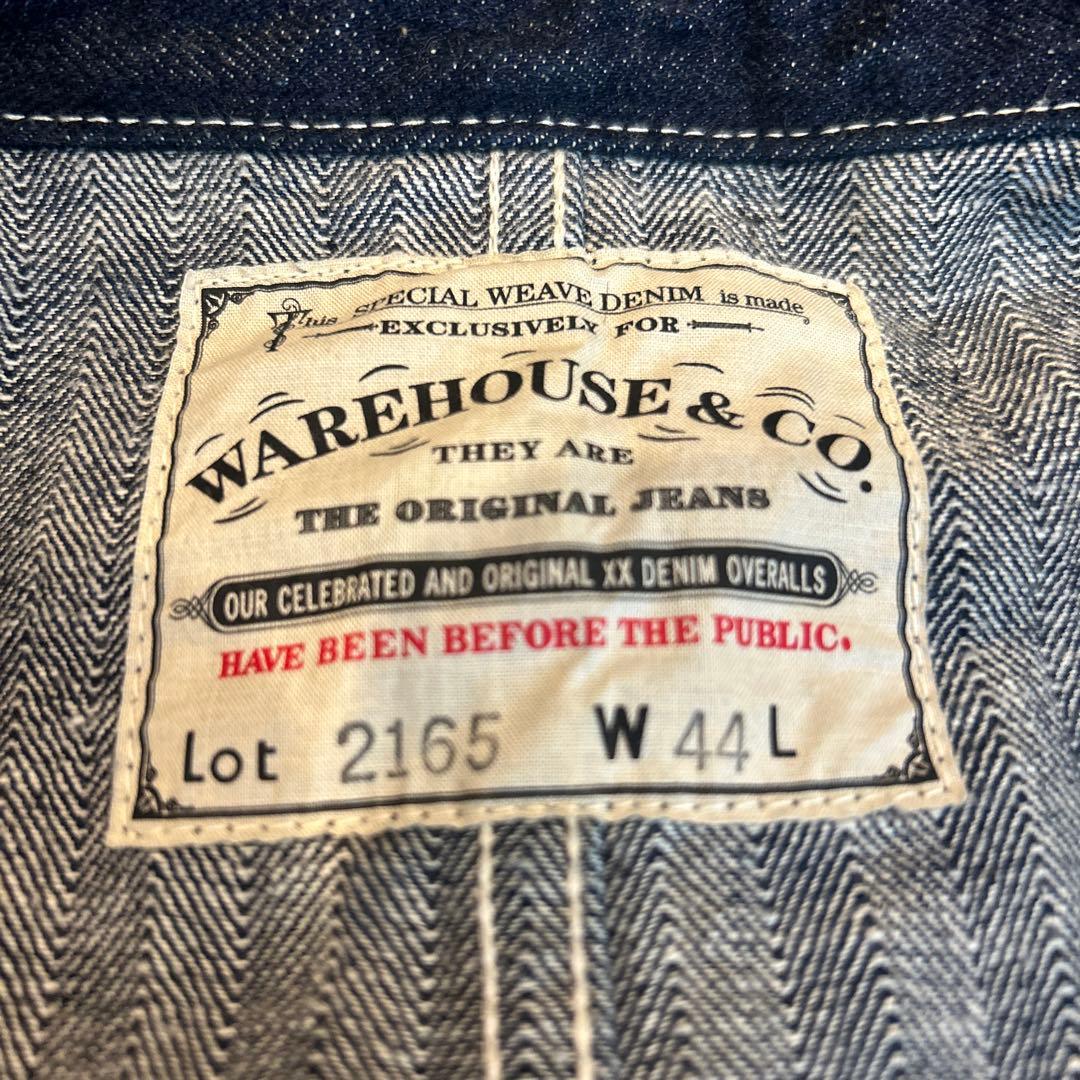 This SPECIAL WEAVE DENIM is made
EXCLUSIVELY FOR
WAREHOUSE & CO.
THEY ARE
THE ORIGINAL JEANS
OUR CELEBRATED AND ORIGINAL XX DENIM OVERALLS
HAVE BEEN BEFORE THE PUBLIC.
Lot 2165 W 44 L